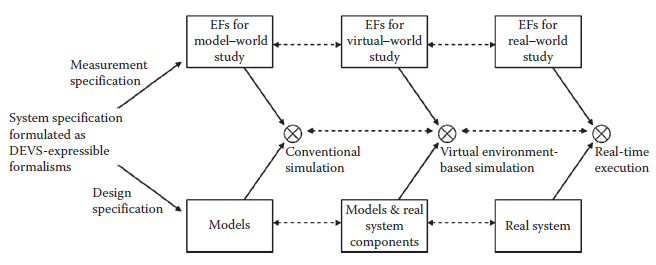 EFs for
model–world
study
EFs for
virtual–world
study
EFs for
real–world
study
Measurement
specification
System specification
formulated as
DEVS-expressible
formalisms
Conventional
simulation
Virtual environment-
based simulation
Real-time
execution
Design
specification
Models
Models & real
system
components
Real system